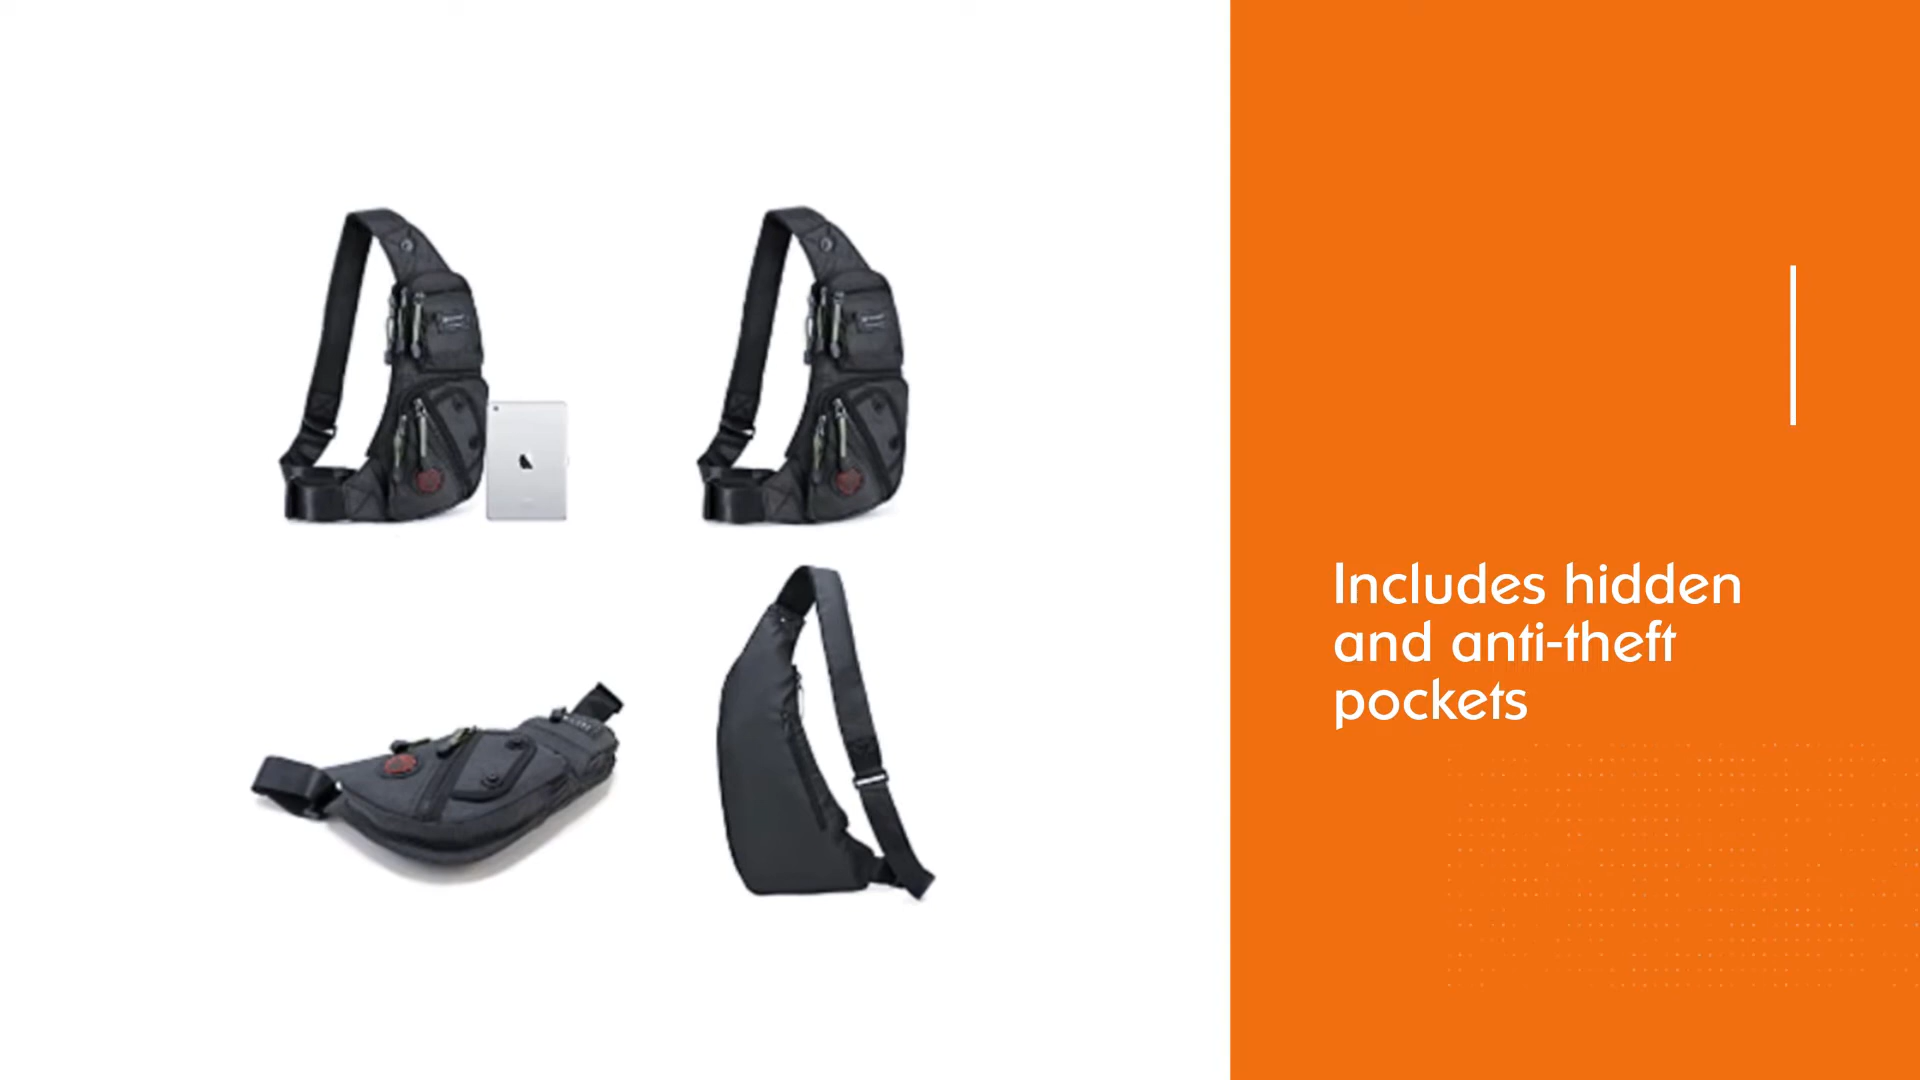 Includes hidden
and anti-theft
pockets